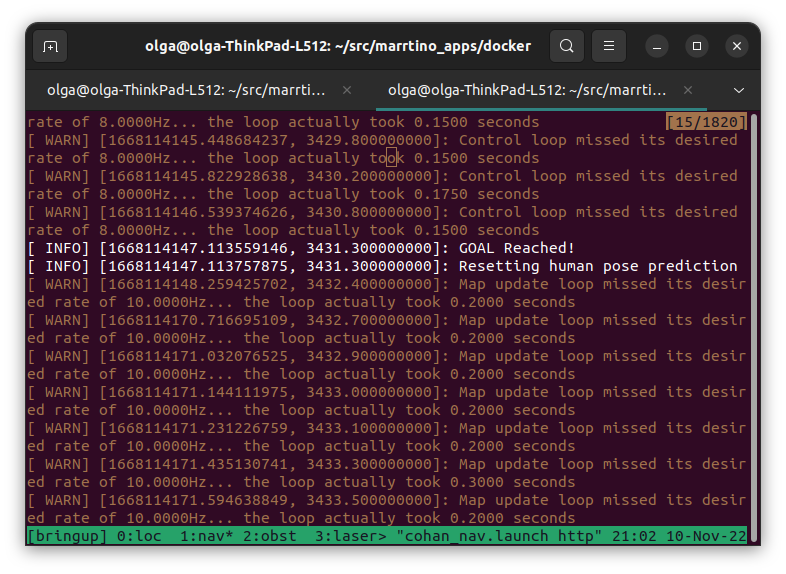 olga@olga-ThinkPad-L512: ~/src/marrtino_apps/docker
olga@olga-ThinkPad-L512: ~/src/marrti...
olga@olga-ThinkPad-L512: ~/src/marrti...
rate of 8.0000Hz... the loop actually took 0.1500 seconds [15/1820]
[ WARN] [1668114145.448684237, 3429.800000000]: Control loop missed its desired
rate of 8.0000Hz... the loop actually took 0.1500 seconds
[ WARN] [1668114145.822928638, 3430.200000000]: Control loop missed its desired
rate of 8.0000Hz... the loop actually took 0.1750 seconds
[ WARN] [1668114146.539374626, 3430.800000000]: Control loop missed its desired
rate of 8.0000Hz... the loop actually took 0.1500 seconds
[ INFO] [1668114147.113559146, 3431.300000000]: GOAL Reached!
[ INFO] [1668114147.113757875, 3431.300000000]: Resetting human pose prediction
[ WARN] [1668114148.259425702, 3432.400000000]: Map update loop missed its desir
ed rate of 10.0000Hz... the loop actually took 0.2000 seconds
[ WARN] [1668114170.716695109, 3432.700000000]: Map update loop missed its desir
ed rate of 10.0000Hz... the loop actually took 0.2000 seconds
[ WARN] [1668114171.032076525, 3432.900000000]: Map update loop missed its desir
ed rate of 10.0000Hz... the loop actually took 0.2000 seconds
[ WARN] [1668114171.144111975, 3433.000000000]: Map update loop missed its desir
ed rate of 10.0000Hz... the loop actually took 0.2000 seconds
[ WARN] [1668114171.231226759, 3433.100000000]: Map update loop missed its desir
ed rate of 10.0000Hz... the loop actually took 0.2000 seconds
[ WARN] [1668114171.435130741, 3433.300000000]: Map update loop missed its desir
ed rate of 10.0000Hz... the loop actually took 0.3000 seconds
[ WARN] [1668114171.594638849, 3433.500000000]: Map update loop missed its desir
ed rate of 10.0000Hz... the loop actually took 0.2000 seconds
[bringup] 0:loc  1:nav* 2:obst  3:laser> "cohan_nav.launch http" 21:02 10-Nov-22